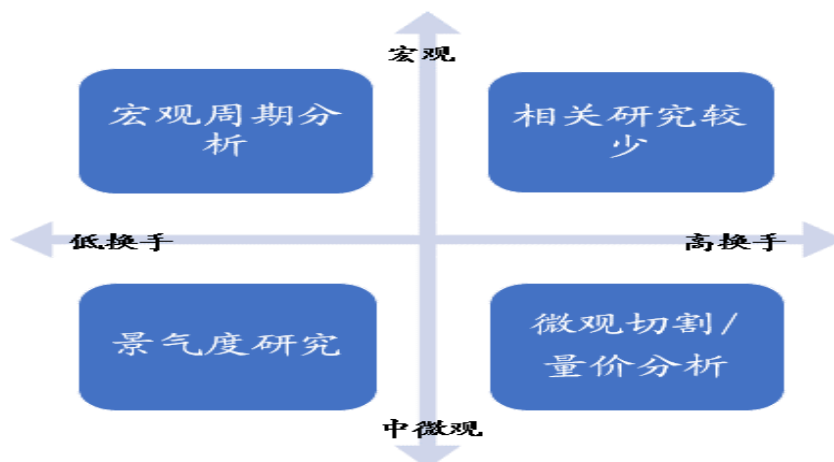 宏观
宏观周期分
析
相关研究较
少
低换手
高换手
景气度研究
微观切割/
量价分析
中微观